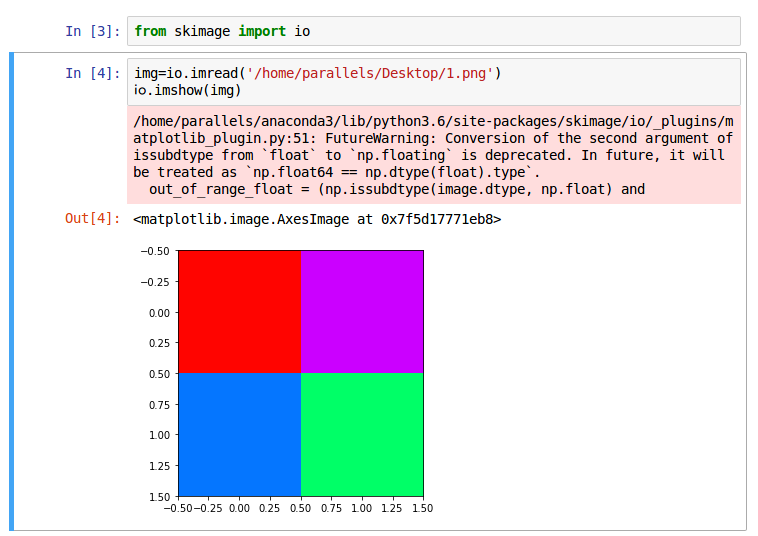 In [3]: from skimage import io
In [4]: img=io.imread('/home/parallels/Desktop/1.png')
io.imshow(img)
/home/parallels/anaconda3/lib/python3.6/site-packages/skimage/io/_plugins/m
atplotlib_plugin.py:51: FutureWarning: Conversion of the second argument of
issubdtype from `float` to `np.floating` is deprecated. In future, it will
be treated as `np.float64 == np.dtype(float).type`.
out_of_range_float = (np.issubdtype(image.dtype, np.float) and
Out[4]: <matplotlib.image.AxesImage at 0x7f5d17771eb8>
−0.50
−0.25
0.00
0.25
0.50
0.75
1.00
1.25
1.50
−0.50 −0.25 0.00 0.25 0.50 0.75 1.00 1.25 1.50